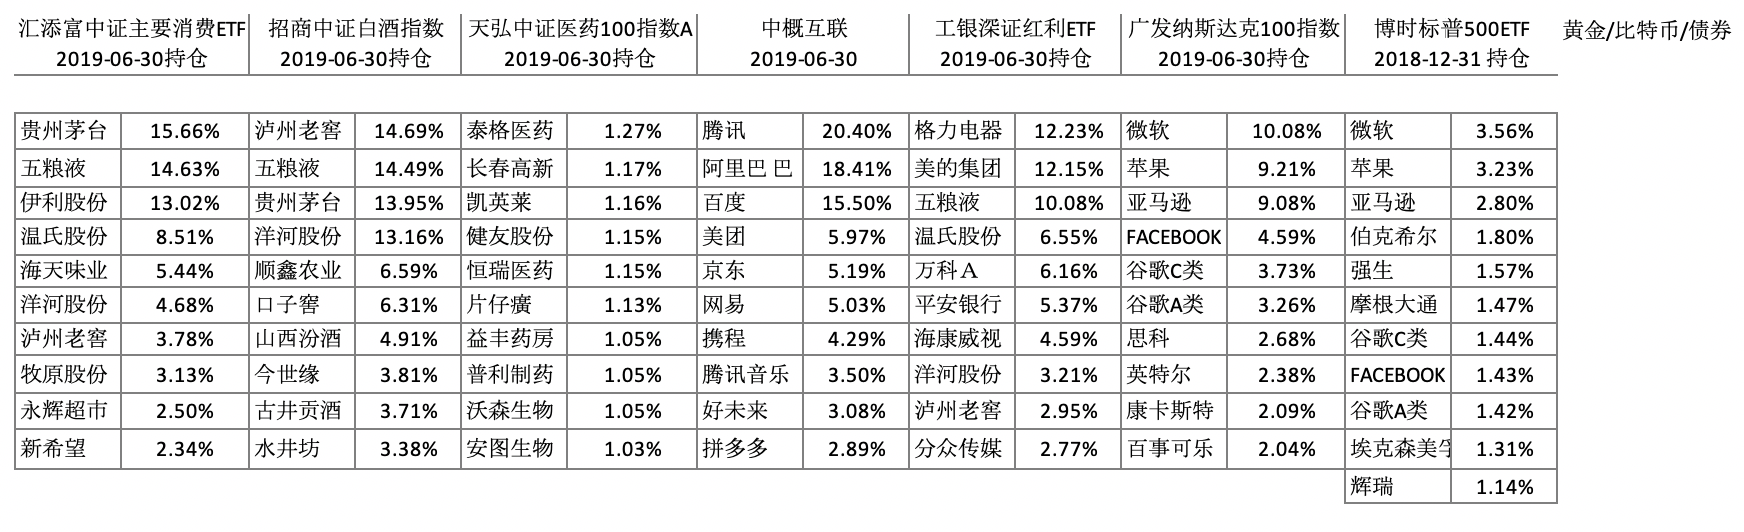 汇添富中证主要消费ETF 招商中证白酒指数 天弘中证医药100指数A 中概互联 工银深证红利ETF 广发纳斯达克100指数 博时标普500ETF 黄金/比特币/债券
2019-06-30持仓 2019-06-30持仓 2019-06-30持仓 2019-06-30 2019-06-30持仓 2019-06-30持仓 2018-12-31 持仓
贵州茅台 15.66% 泸州老窖 14.69% 泰格医药 1.27% 腾讯 20.40% 格力电器 12.23% 微软 10.08% 微软 3.56%
五粮液 14.63% 五粮液 14.49% 长春高新 1.17% 阿里巴巴 18.41% 美的集团 12.15% 苹果 9.21% 苹果 3.23%
伊利股份 13.02% 贵州茅台 13.95% 凯英莱 1.16% 百度 15.50% 五粮液 10.08% 亚马逊 9.08% 亚马逊 2.80%
温氏股份 8.51% 洋河股份 13.16% 健友股份 1.15% 美团 5.97% 温氏股份 6.55% FACEBOOK 4.59% 伯克希尔 1.80%
海天味业 5.44% 顺鑫农业 6.59% 恒瑞医药 1.15% 京东 5.19% 万科A 6.16% 谷歌C类 3.73% 强生 1.57%
洋河股份 4.68% 口子窖 6.31% 片仔廣 1.13% 网易 5.03% 平安银行 5.37% 谷歌A类 3.26% 摩根大通 1.47%
泸州老窖 3.78% 山西汾酒 4.91% 益丰药房 1.05% 携程 4.29% 海康威视 4.59% 思科 2.68% 谷歌C类 1.44%
牧原股份 3.13% 今世缘 3.81% 普利制药 1.05% 腾讯音乐 3.50% 洋河股份 3.21% 英特尔 2.38% FACEBOOK 1.43%
永辉超市 2.50% 古井贡酒 3.71% 沃森生物 1.05% 好未来 3.08% 泸州老窖 2.95% 康卡斯特 2.09% 谷歌A类 1.42%
新希望 2.34% 水井坊 3.38% 安图生物 1.03% 拼多多 2.89% 分众传媒 2.77% 百事可乐 2.04% 埃克森美孚 1.31%
辉瑞 1.14%